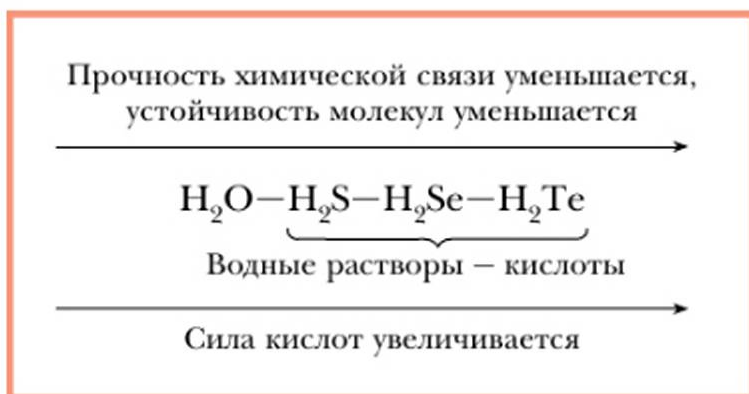 Прочность химической связи уменьшается,
устойчивость молекул уменьшается
H₂O—H₂S—H₂Se—H₂Te
Водные растворы — кислоты
Сила кислот увеличивается